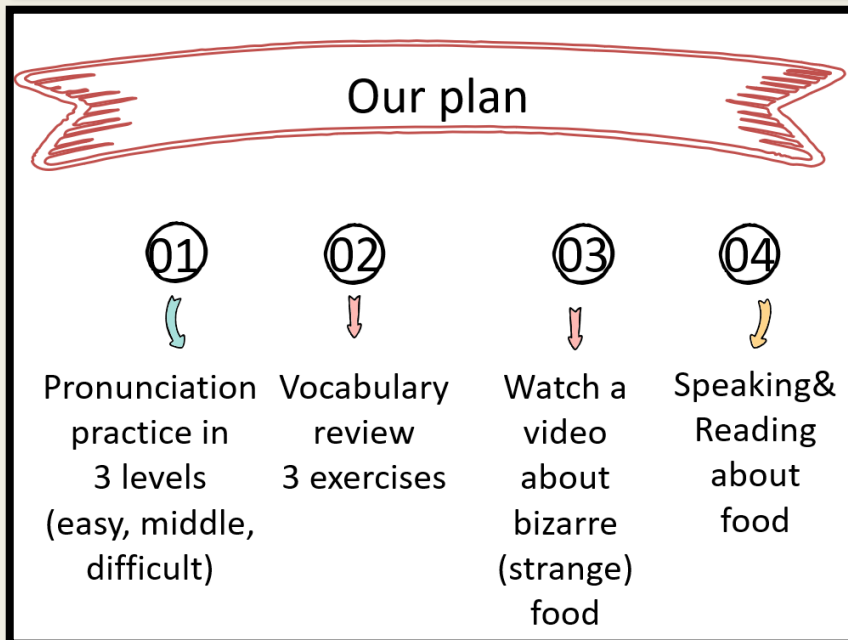 Our plan
01
Pronunciation
practice in
3 levels
(easy, middle,
difficult)
02
Vocabulary
review
3 exercises
03
Watch a
video
about
bizarre
(strange)
food
04
Speaking&
Reading
about
food